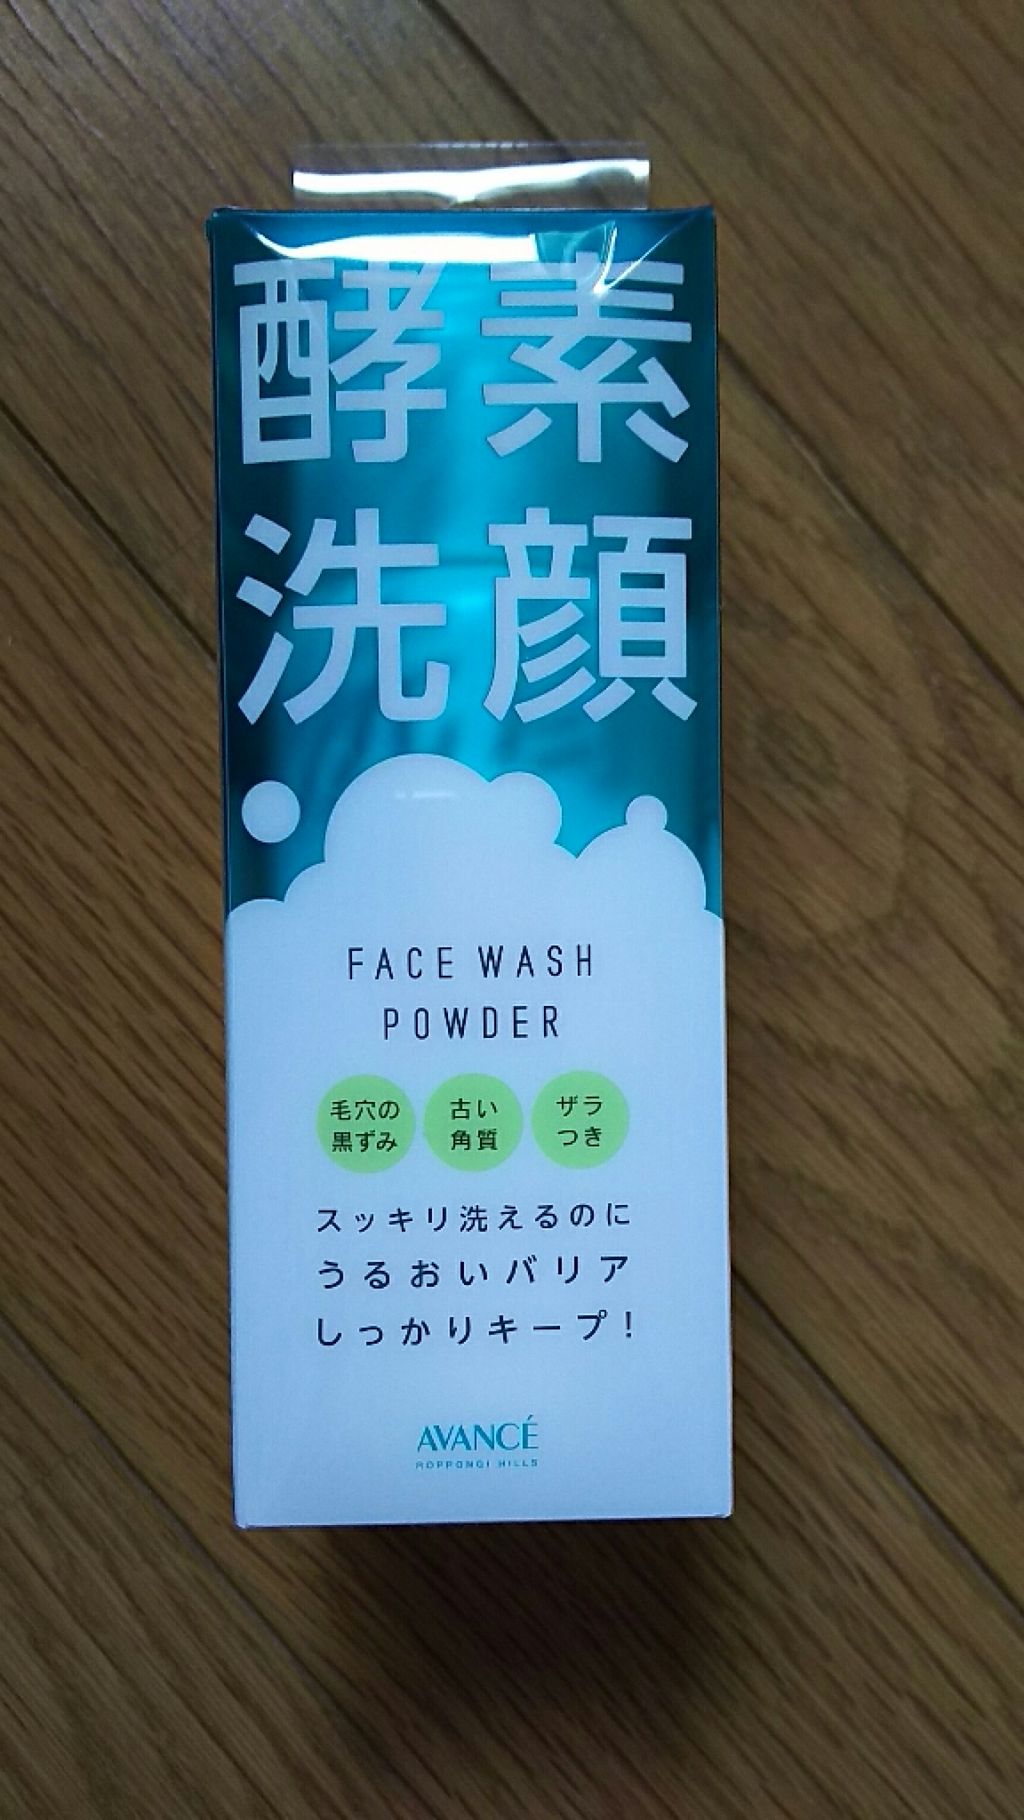 酵素
洗顔
FACE WASH
POWDER
毛穴の
黒ずみ
古い
角質
ザラ
つき
スッキリ洗えるのに
うるおいバリア
しっかりキープ!
AVANCÉ
ROPPONGI HILLS